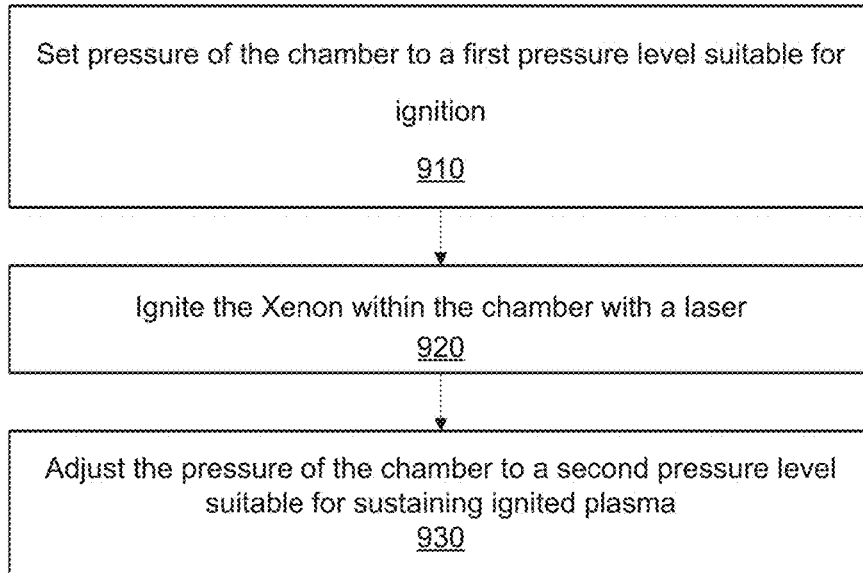 Set pressure of the chamber to a first pressure level suitable for
ignition
910
Ignite the Xenon within the chamber with a laser
920
Adjust the pressure of the chamber to a second pressure level
suitable for sustaining ignited plasma
930